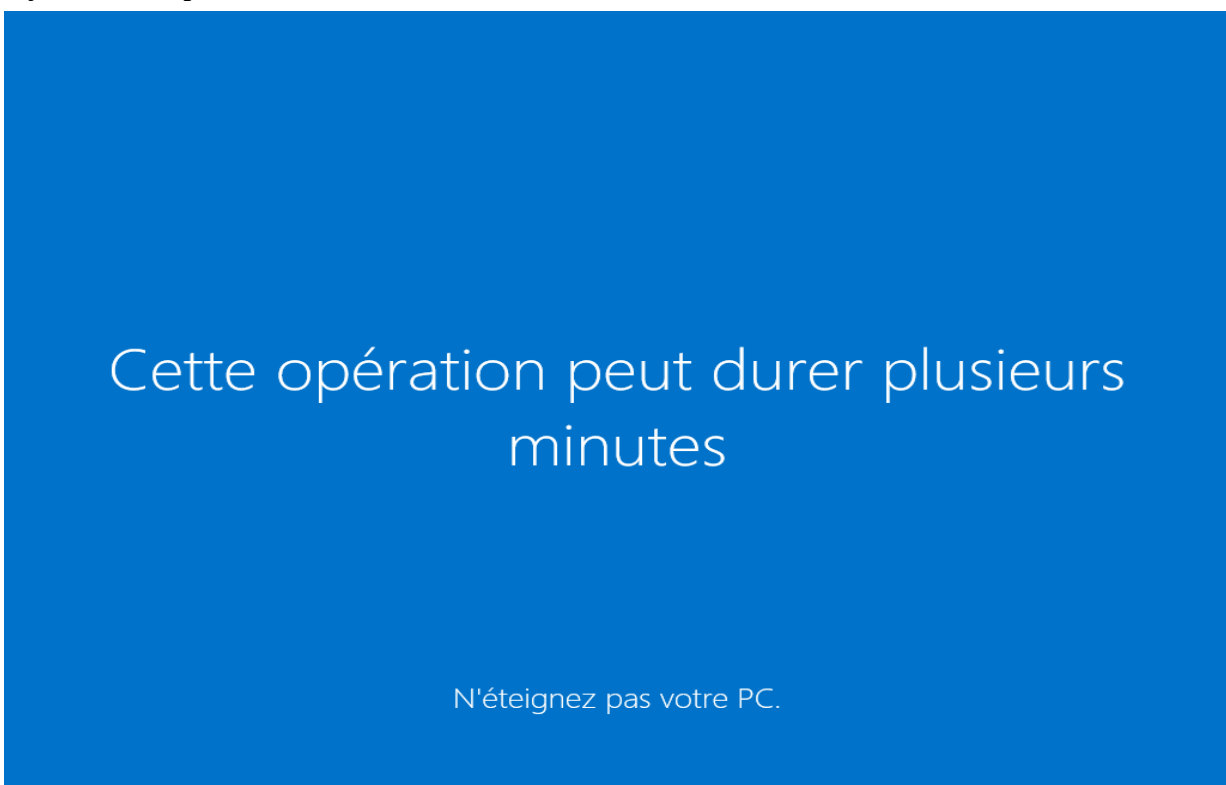 Cette opération peut durer plusieurs
minutes
N'éteignez pas votre PC.